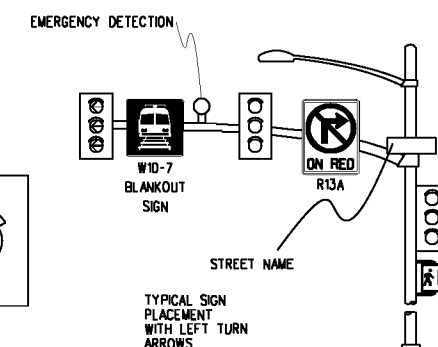 EMERGENCY DETECTION
ON RED
W10-7
BLANKOUT
SIGN
R13A
STREET NAME
TYPICAL SIGN
PLACEMENT
WITH LEFT TURN
ARROWS